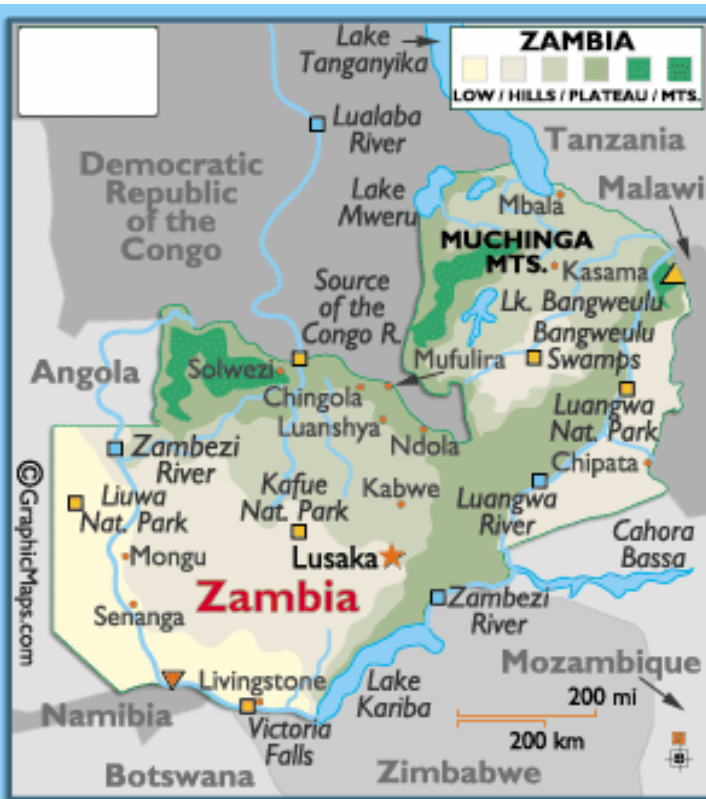 Lake
Tanganyika
ZAMBIA
LOW / HILLS / PLATEAU / MTS.
Lualaba
River
Tanzania
Democratic
Republic
of the
Congo
Malawi
Lake
Mweru
Mbala
MUCHINGA
MTS.
Kasama
Source
of the
Congo R.
Lk. Bangweulu
Bangweulu
Swamps
Mufulira
Angola
Solwezi
Chingola
Luanshya
Ndola
Luangwa
Nat. Park
Zambezi
River
Chipata
Kafue
Nat. Park
Kabwe
Luangwa
River
Liuwa
Nat. Park
Cahora
Bassa
Mongu
Lusaka
Zambia
Zambezi
River
Senanga
©GraphicMaps.com
Mozambique
Livingstone
Lake
Kariba
200 mi
Namibia
Victoria
Falls
200 km
Botswana
Zimbabwe